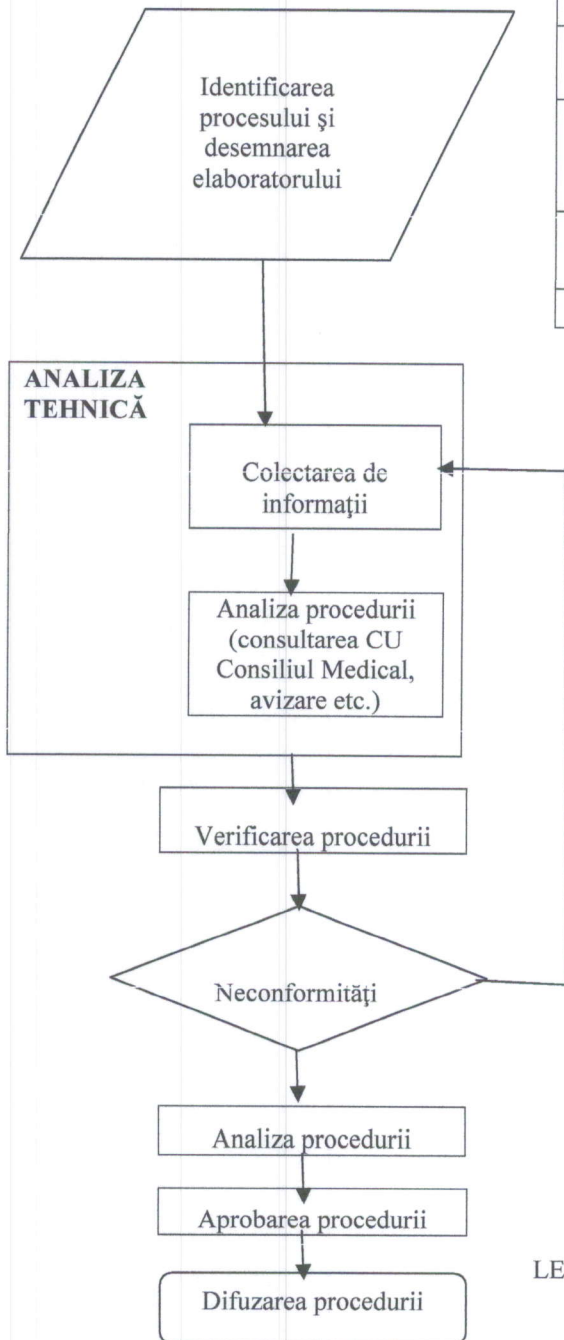 Identificarea
procesului şi
desemnarea
elaboratorului
ANALIZA
TEHNICĂ
Colectarea de
informaţii
Analiza procedurii
(consultarea CU
Consiliul Medical,
avizare etc.)
Verificarea procedurii
Neconformităţi
Analiza procedurii
Aprobarea procedurii
LE
Difuzarea procedurii